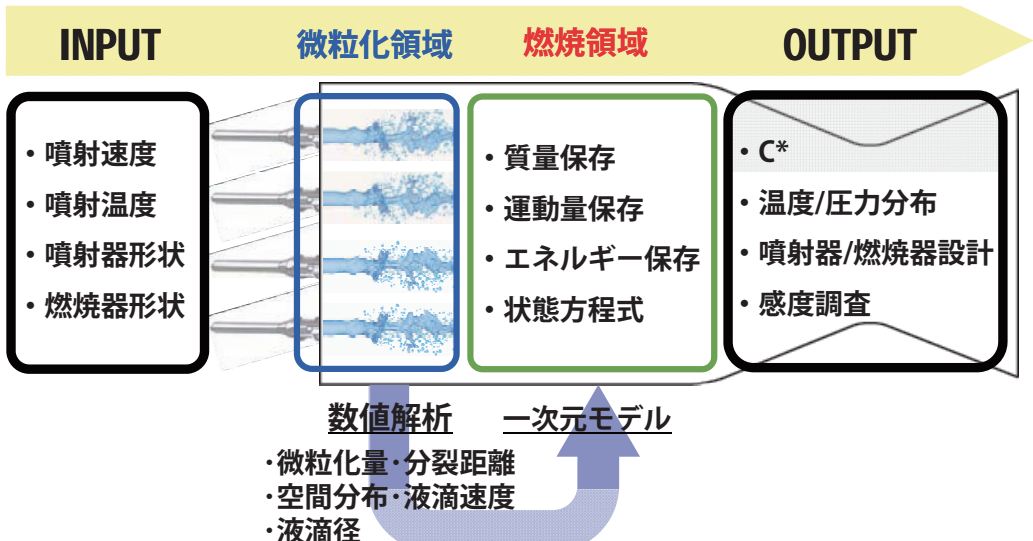 INPUT
微粒化領域
燃焼領域
OUTPUT
・噴射速度
・噴射温度
・噴射器形状
・燃焼器形状
・質量保存
・運動量保存
・エネルギー保存
・状態方程式
・C*
・温度/圧力分布
・噴射器/燃焼器設計
・感度調査
数値解析
一次元モデル
・微粒化量・分裂距離
・空間分布・液滴速度
・液滴径